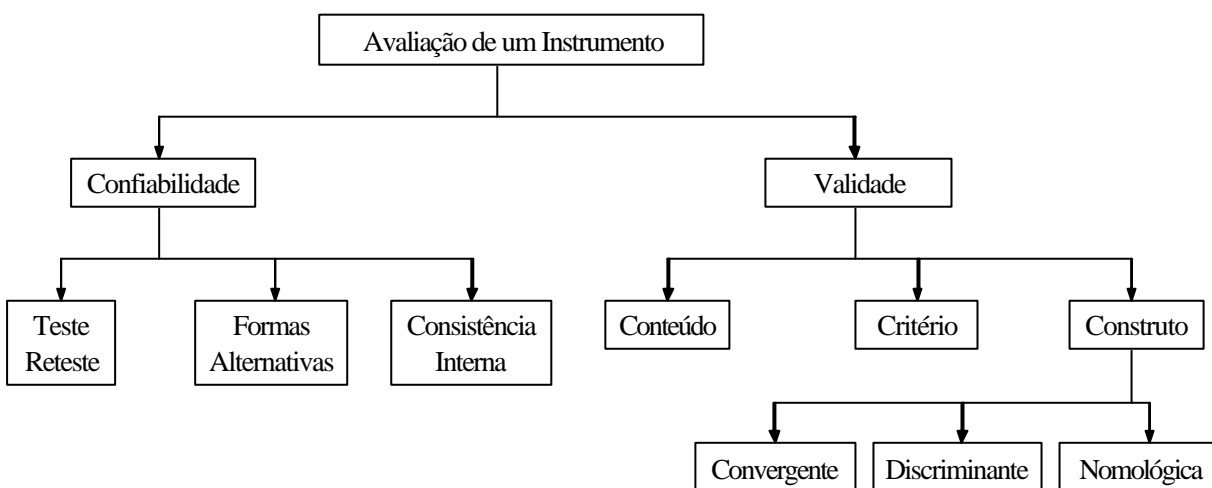 Avaliação de um Instrumento
Confiabilidade
Validade
Teste
Reteste
Formas
Alternativas
Consistência
Interna
Conteúdo
Critério
Construto
Convergente
Discriminante
Nomológica